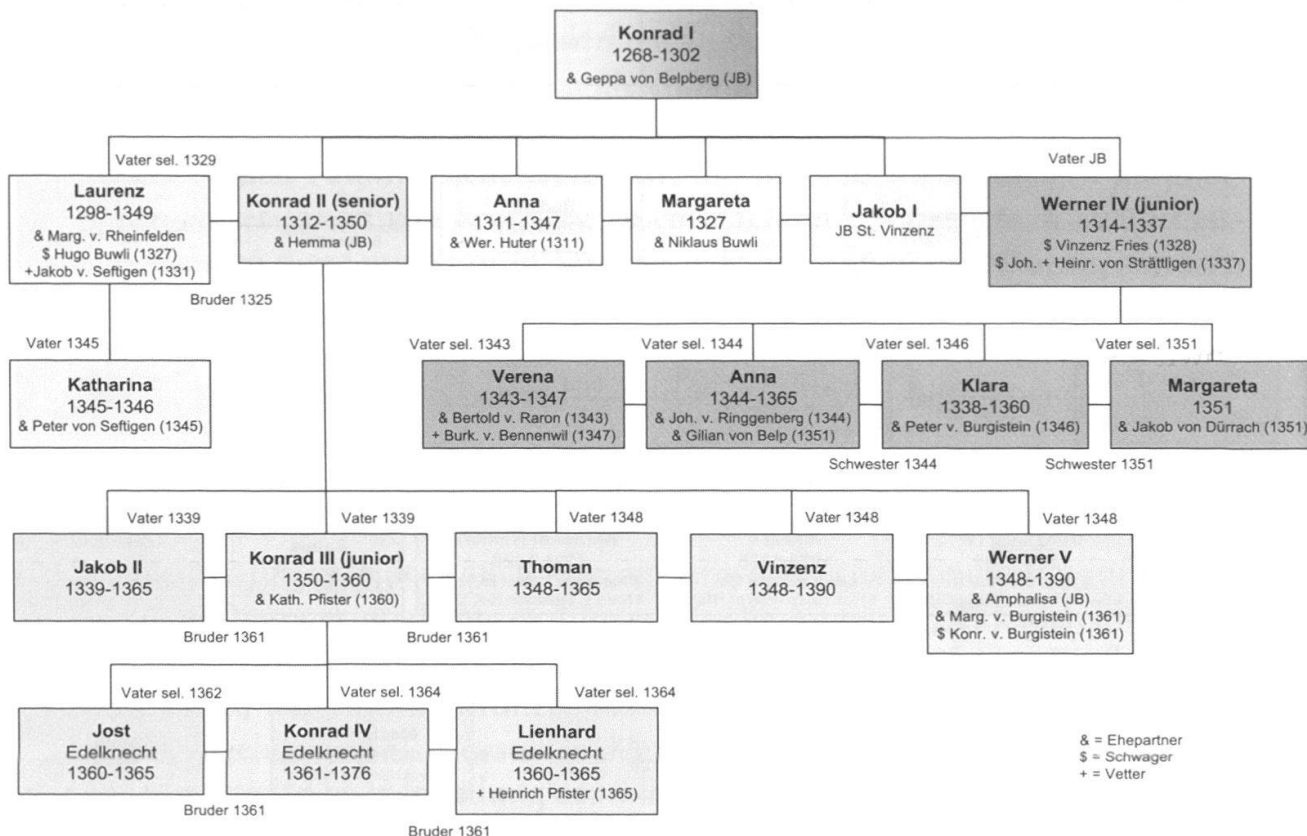 Konrad I
1268-1302
& Geppa von Belpberg (JB)
Vater sel. 1329
Vater JB
Laurenz
1298-1349
& Marg. v. Rheinfelden
$ Hugo Buwli (1327)
+Jakob v. Seftigen (1331)
Konrad II (senior)
1312-1350
& Hemma (JB)
Anna
1311-1347
& Wer. Huter (1311)
Margareta
1327
& Niklaus Buwli
Jakob I
JB St. Vinzenz
Werner IV (junior)
1314-1337
$ Vinzenz Fries (1328)
$ Joh. + Heinr. von Strättligen (1337)
Bruder 1325
Vater 1345
Vater sel. 1343
Vater sel. 1344
Vater sel. 1346
Vater sel. 1351
Katharina
1345-1346
& Peter von Seftigen (1345)
Verena
1343-1347
& Bertold v. Raron (1343)
+ Burk. v. Bennenwil (1347)
Anna
1344-1365
& Joh. v. Ringgenberg (1344)
& Gilian von Belp (1351)
Klara
1338-1360
& Peter v. Burgistein (1346)
Margareta
1351
& Jakob von Dürrach (1351)
Schwester 1344
Schwester 1351
Vater 1339
Vater 1339
Vater 1348
Vater 1348
Vater 1348
Jakob II
1339-1365
Konrad III (junior)
1350-1360
& Kath. Pfister (1360)
Thoman
1348-1365
Vinzenz
1348-1390
Werner V
1348-1390
& Amphalisa (JB)
& Marg. v. Burgistein (1361)
$ Konr. v. Burgistein (1361)
Bruder 1361
Bruder 1361
Vater sel. 1362
Vater sel. 1364
Vater sel. 1364
Jost
Edelknecht
1360-1365
Konrad IV
Edelknecht
1361-1376
Lienhard
Edelknecht
1360-1365
+ Heinrich Pfister (1365)
Bruder 1361
Bruder 1361
& = Ehepartner
$ = Schwager
+ = Vetter